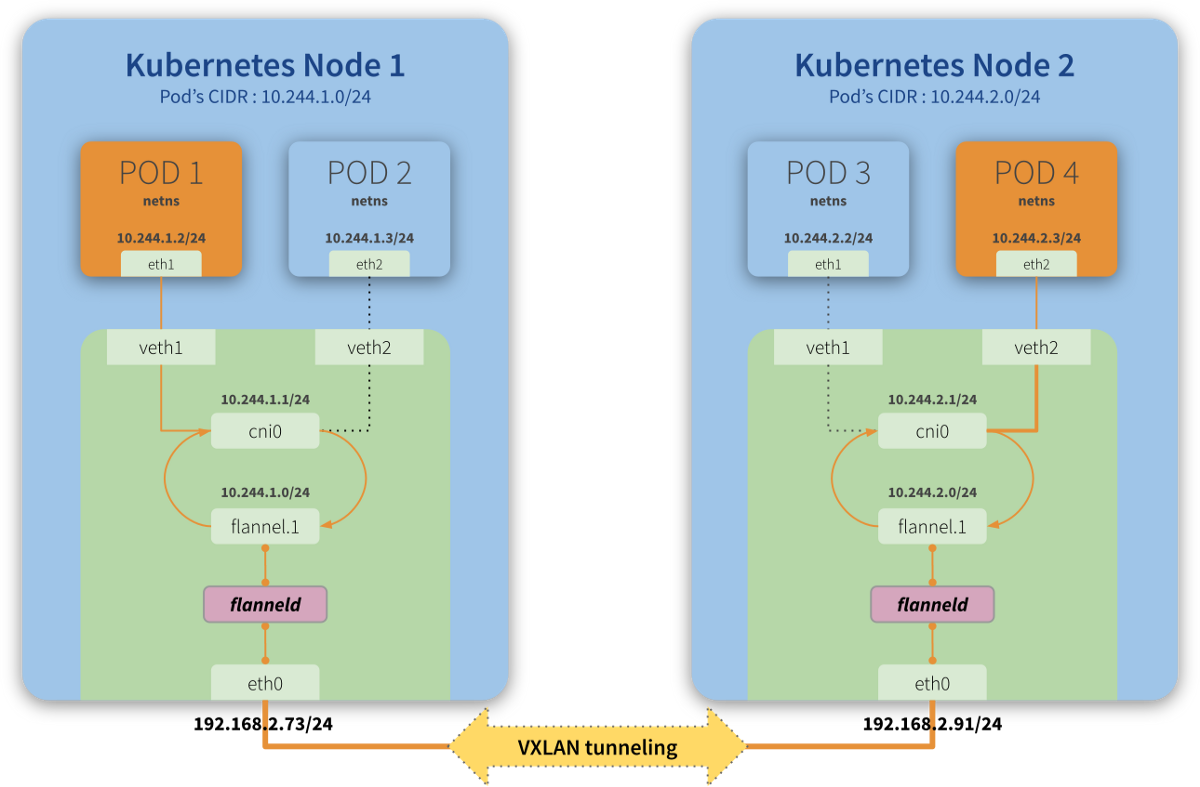 Kubernetes Node 1
Pod's CIDR : 10.244.1.0/24
POD 1
netns
10.244.1.2/24
eth1
POD 2
netns
10.244.1.3/24
eth2
veth1
veth2
10.244.1.1/24
cni0
10.244.1.0/24
flannel.1
flanneld
eth0
192.168.2.73/24
Kubernetes Node 2
Pod's CIDR : 10.244.2.0/24
POD 3
netns
10.244.2.2/24
eth1
POD 4
netns
10.244.2.3/24
eth2
veth1
veth2
10.244.2.1/24
cni0
10.244.2.0/24
flannel.1
flanneld
eth0
192.168.2.91/24
VXLAN tunneling